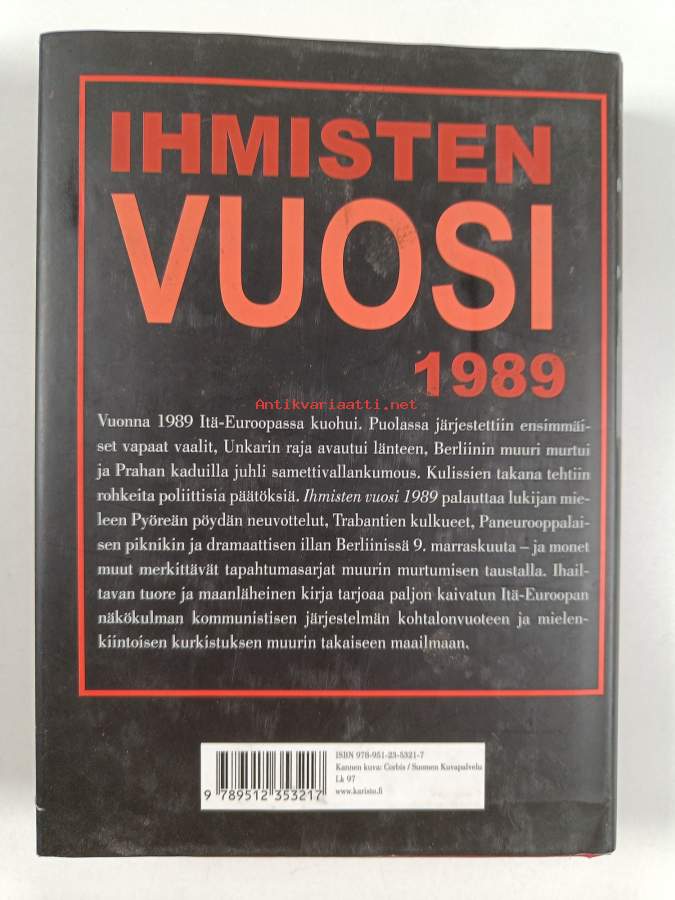 IHMISTEN
VUOSI
1989
Antikvariaatti.net
Vuonna 1989 Itä-Euroopassa kuohui. Puolassa järjestettiin ensimmäi-
set vapaat vaalit, Unkarin raja avautui länteen, Berliinin muuri murtui
ja Prahan kaduilla juhli samettivallankumous. Kulissien takana tehtiin
rohkeita poliittisia päätöksiä. Ihmisten vuosi 1989 palauttaa lukijan mie-
leen Pyöreän pöydän neuvottelut, Trabantien kulkueet, Paneurooppalai-
sen piknikin ja dramaattisen illan Berliinissä 9. marraskuuta – ja monet
muut merkittävät tapahtumasarjat muurin murtumisen taustalla. Ihail-
tavan tuore ja maanläheinen kirja tarjoaa paljon kaivatun Itä-Euroopan
näkökulman kommunistisen järjestelmän kohtalonvuoteen ja mielen-
kiintoisen kurkistuksen muurin takaiseen maailmaan.
ISBN 978-951-23-5321-7
Kannen kuva: Corbis / Suomen Kuvapalvelu
Lk 97
www.karisto.fi
9 789512 353217